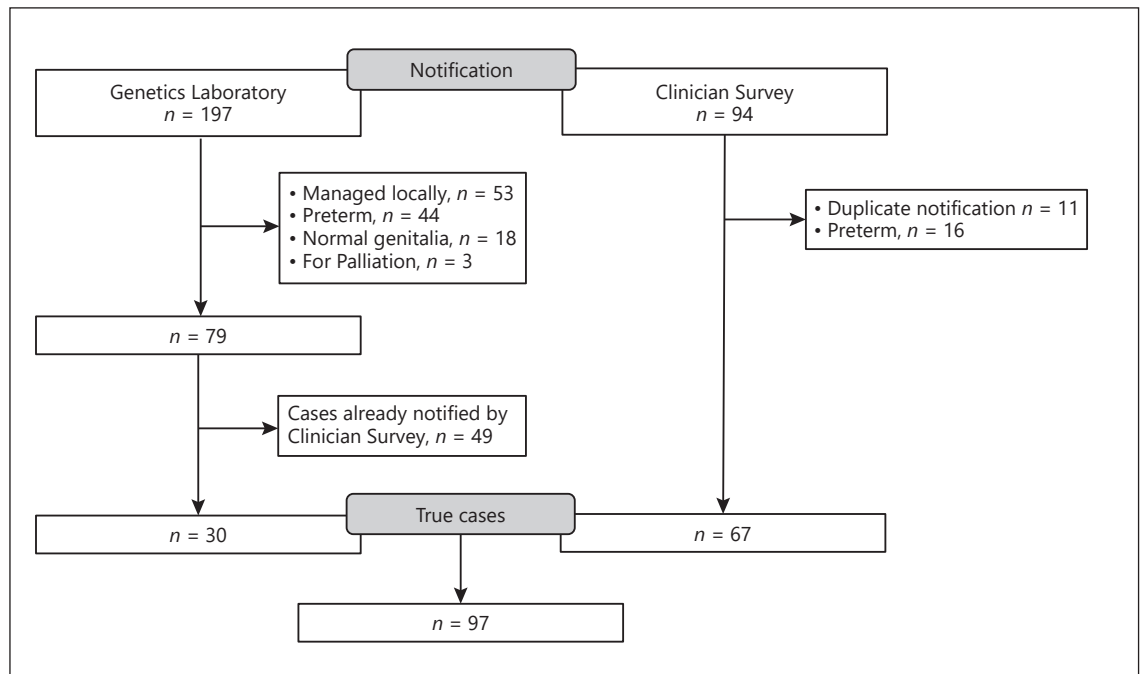 Notification
Genetics Laboratory
n = 197
Clinician Survey
n = 94
• Managed locally, n = 53
• Preterm, n = 44
• Normal genitalia, n = 18
• For Palliation, n = 3
• Duplicate notification n = 11
• Preterm, n = 16
n = 79
Cases already notified by
Clinician Survey, n = 49
True cases
n = 30
n = 67
n = 97